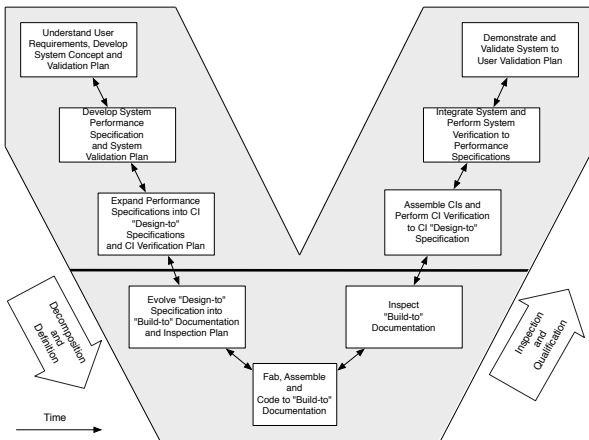 Understand User
Requirements, Develop
System Concept and
Validation Plan
Develop System
Performance
Specification
and System
Validation Plan
Expand Performance
Specifications into CI
"Design-to"
Specifications
and CI Verification Plan
Evolve "Design-to"
Specification into
"Build-to" Documentation
and Inspection Plan
Fab, Assemble
and
Code to "Build-to"
Documentation
Inspect
"Build-to"
Documentation
Assemble CIs and
Perform CI Verification
to CI "Design-to"
Specification
Integrate System and
Perform System
Verification to
Performance
Specifications
Demonstrate and
Validate System to
User Validation Plan
Decomposition
and
Definition
Inspection
and
Qualification
Time